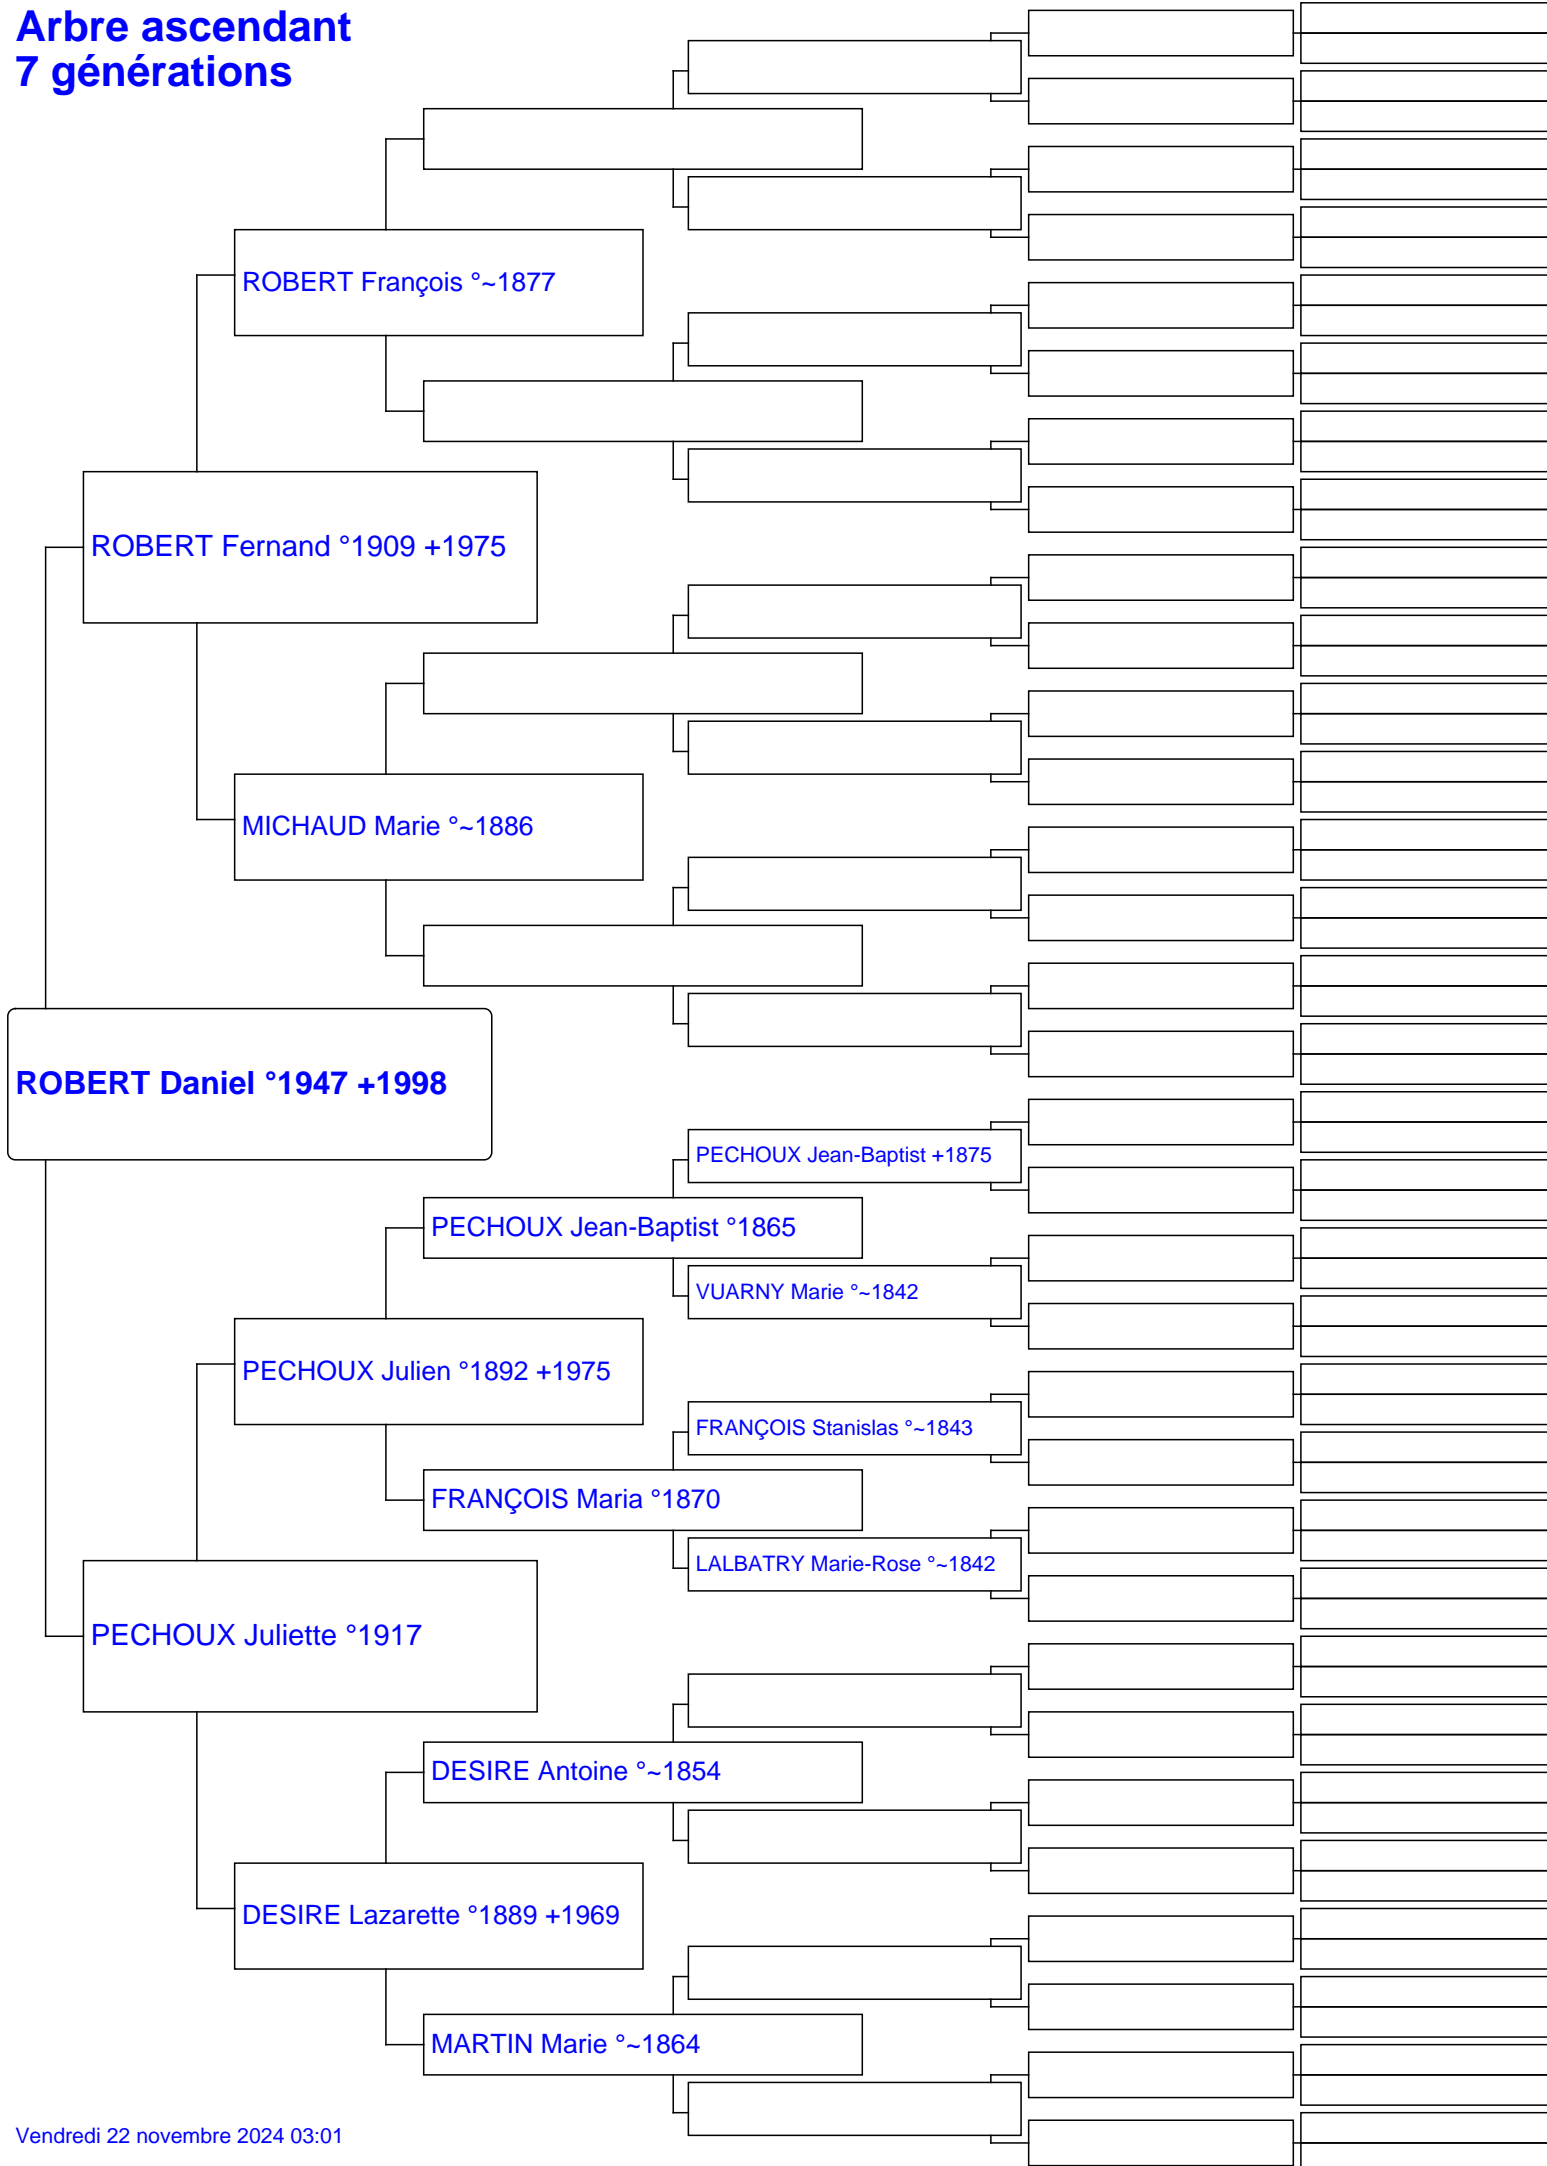 Arbre ascendant
7 générations
ROBERT François °~1877
ROBERT Fernand °1909 +1975
MICHAUD Marie °~1886
ROBERT Daniel °1947 +1998
PECHOUX Jean-Baptist +1875
PECHOUX Jean-Baptist °1865
VUARNY Marie °~1842
PECHOUX Julien °1892 +1975
FRANÇOIS Stanislas °~1843
FRANÇOIS Maria °1870
LALBATRY Marie-Rose °~1842
PECHOUX Juliette °1917
DESIRE Antoine °~1854
DESIRE Lazarette °1889 +1969
MARTIN Marie °~1864
Vendredi 22 novembre 2024 03:01